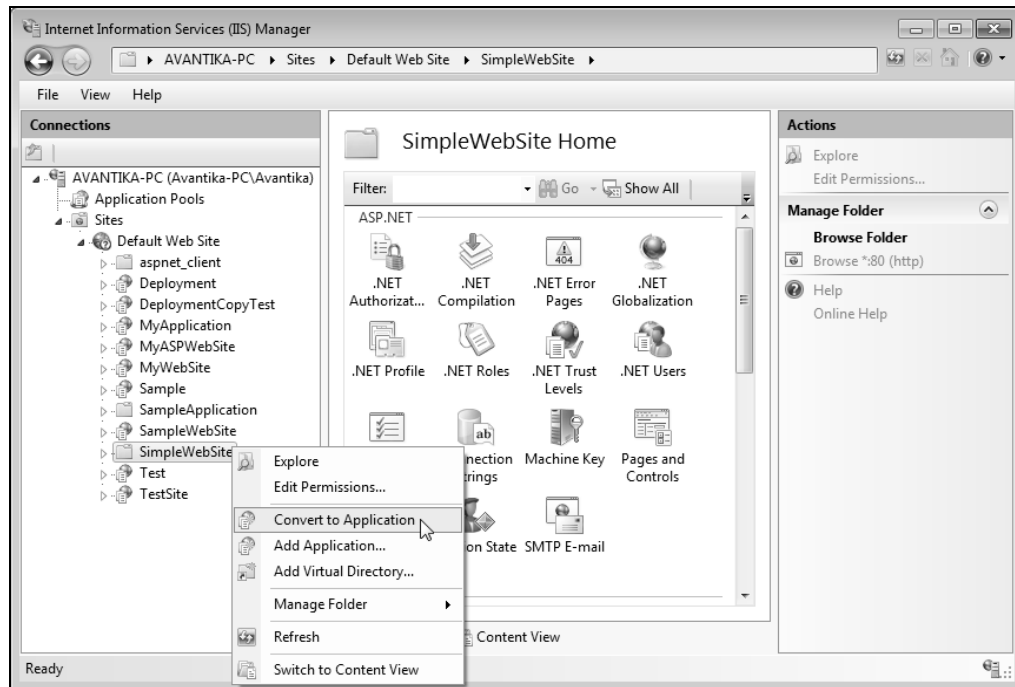 Internet Information Services (IIS) Manager
AVANTIKA-PC Sites Default Web Site SimpleWebSite
File View Help
Connections
AVANTIKA-PC (Avantika-PC\Avantika)
Application Pools
Sites
Default Web Site
aspnet_client
Deployment
DeploymentCopyTest
MyApplication
MyASPWebSite
MyWebSite
Sample
SampleApplication
SampleWebSite
SimpleWebSite
Test
TestSite
Explore
Edit Permissions...
Convert to Application
Add Application...
Add Virtual Directory...
Manage Folder
Refresh
Switch to Content View
SimpleWebSite Home
Filter: Go Show All
ASP.NET
.NET Authorizat...
.NET Compilation
404
.NET Error Pages
.NET Globalization
.NET Profile
.NET Roles
.NET Trust Levels
.NET Users
ab
nection
trings
Machine Key
Pages and Controls
on State
SMTP E-mail
Content View
Actions
Explore
Edit Permissions...
Manage Folder
Browse Folder
Browse *:80 (http)
Help
Online Help
Ready